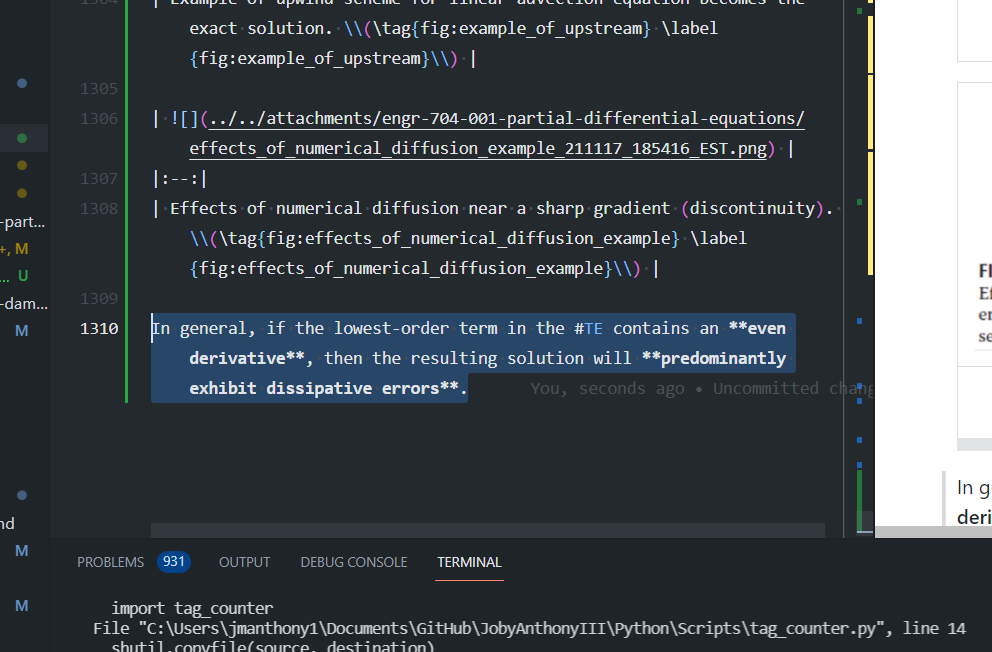 1304 | Example of upwind scheme for linear advection equation becomes the
exact solution. \\(\tag{fig:example_of_upstream} \label
{fig:example_of_upstream}\\) |
1305
1306 | ![](../../attachments/engr-704-001-partial-differential-equations/
effects_of_numerical_diffusion_example_211117_185416_EST.png) |
1307 |:--:|
1308 | Effects of numerical diffusion near a sharp gradient (discontinuity).
\\(\tag{fig:effects_of_numerical_diffusion_example} \label
{fig:effects_of_numerical_diffusion_example}\\) |
1309
1310 In general, if the lowest-order term in the #TE contains an **even
derivative**, then the resulting solution will **predominantly
exhibit dissipative errors**. You, seconds ago • Uncommitted chang
-part...
+, M
... U
-dam...
M
nd
M
M
FI
Ef
er
se
In g
deri
PROBLEMS 931 OUTPUT DEBUG CONSOLE TERMINAL
import tag_counter
File "C:\Users\jmanthony1\Documents\GitHub\JobyAnthonyIII\Python\Scripts\tag_counter.py", line 14
shutil.copyfile(source, destination)